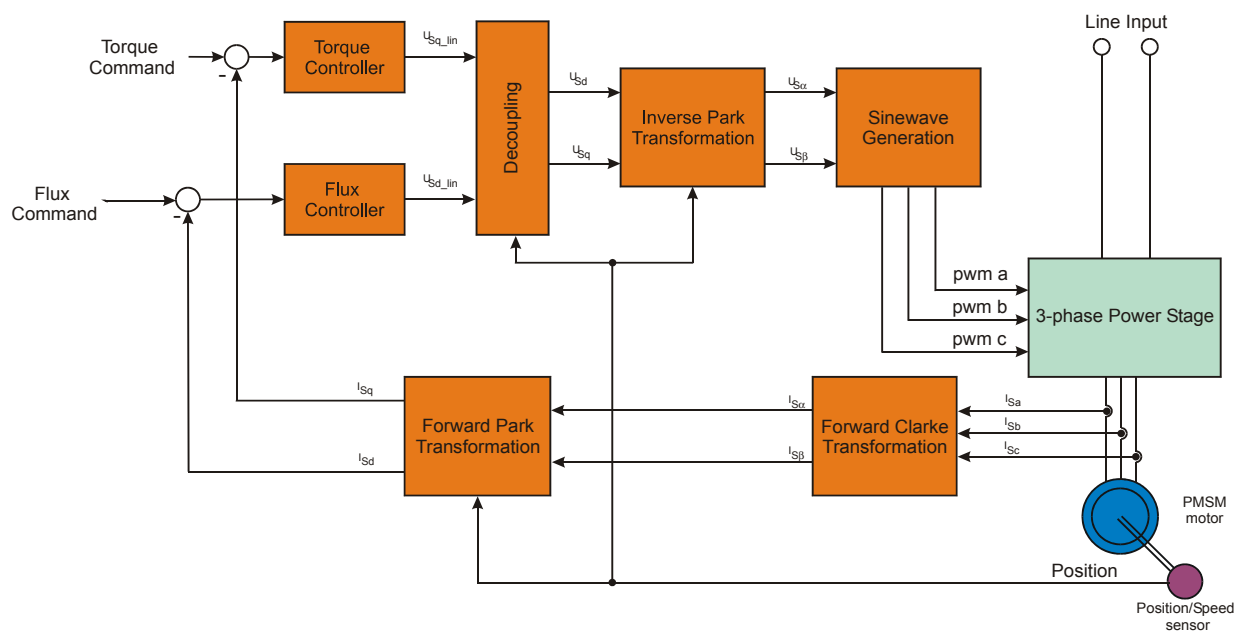 Line Input
Torque
Command
-
Torque
Controller
USq_lin
Decoupling
USd
USq
Inverse Park
Transformation
USα
USβ
Sinewave
Generation
Flux
Command
-
Flux
Controller
USd_lin
pwm a
pwm b
pwm c
3-phase Power Stage
ISq
ISd
Forward Park
Transformation
ISα
ISβ
Forward Clarke
Transformation
ISa
ISb
ISc
PMSM
motor
Position
Position/Speed
sensor